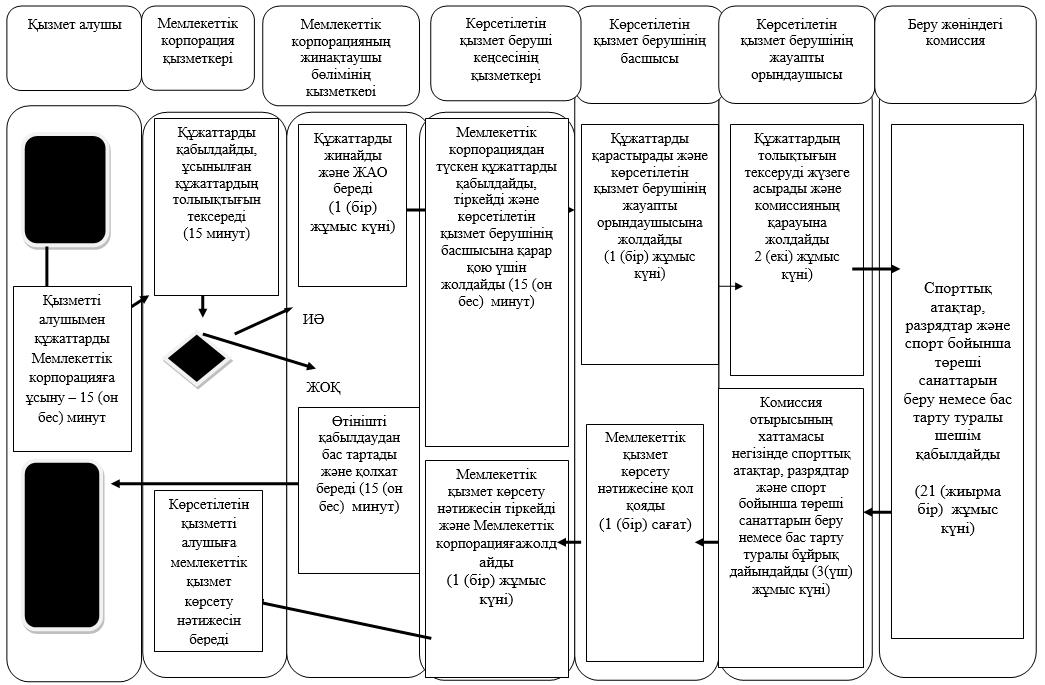 Қызмет алушы
Мемлекеттік
корпорация
қызметкері
Мемлекеттік
корпорацияның
жинақтаушы
бөлімінің
қызметкері
Көрсетілетін
қызмет беруші
кеңсесінің
қызметкері
Көрсетілетін
қызмет берушінің
басшысы
Көрсетілетін
қызмет берушінің
жауапты
орындаушысы
Беру жөніндегі
комиссия
Қызметті
алушымен
құжаттарды
Мемлекеттік
корпорацияға
ұсыну – 15 (он
бес) минут
Құжаттарды
қабылдайды,
ұсынылған
құжаттардың
толыықтығын
тексереді
(15 минут)
Құжаттарды
жинайды
және ЖАО
береді
(1 (бір)
жұмыс күні)
ИӘ
ЖОҚ
Өтінішті
қабылдаудан
бас тартады
және қолхат
береді (15 (он
бес) минут)
Көрсетілетін
қызметті
алушыға
мемлекеттік
қызмет
көрсету
нәтижесін
береді
Мемлекеттік
корпорациядан
түскен құжаттарды
қабылдайды,
тіркейді және
көрсетілетін
қызмет берушінің
басшысына қарар
қою үшін
жолдайды (15 (он
бес) минут)
Мемлекеттік
қызмет көрсету
нәтижесін тіркейді
және Мемлекеттік
корпорацияғажолд
айды
(1 (бір) жұмыс
күні)
Құжаттарды
қарастырады және
көрсетілетін
қызмет берушінің
жауапты
орындаушысына
жолдайды
(1 (бір) жұмыс
күні)
Мемлекеттік
қызмет
көрсету
нәтижесіне қол
қояды
(1 (бір) сағат)
Құжаттардың
толықтығын
тексеруді жүзеге
асырады және
комиссияның
қарауына
жолдайды
2 (екі) жұмыс
күні)
Комиссия
отырысының
хаттамасы
негізінде спорттық
атақтар, разрядтар
және спорт
бойынша төреші
санаттарын беру
немесе бас тарту
туралы бұйрық
дайындайды (3(үш)
жұмыс күні)
Спорттық
атақтар,
разрядтар және
спорт бойынша
төреші
санаттарын
беру немесе бас
тарту туралы
шешім
қабылдайды
(21 (жиырма
бір) жұмыс
күні)